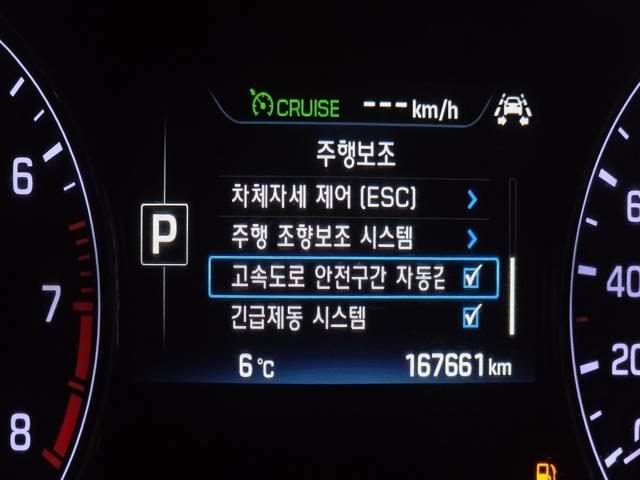 CRUISE --- km/h
주행보조
차체자세 제어 (ESC)
주행 조향보조 시스템
고속도로 안전구간 자동
긴급제동 시스템
P
6 °C 167661 km
6
7
8
6
40
20